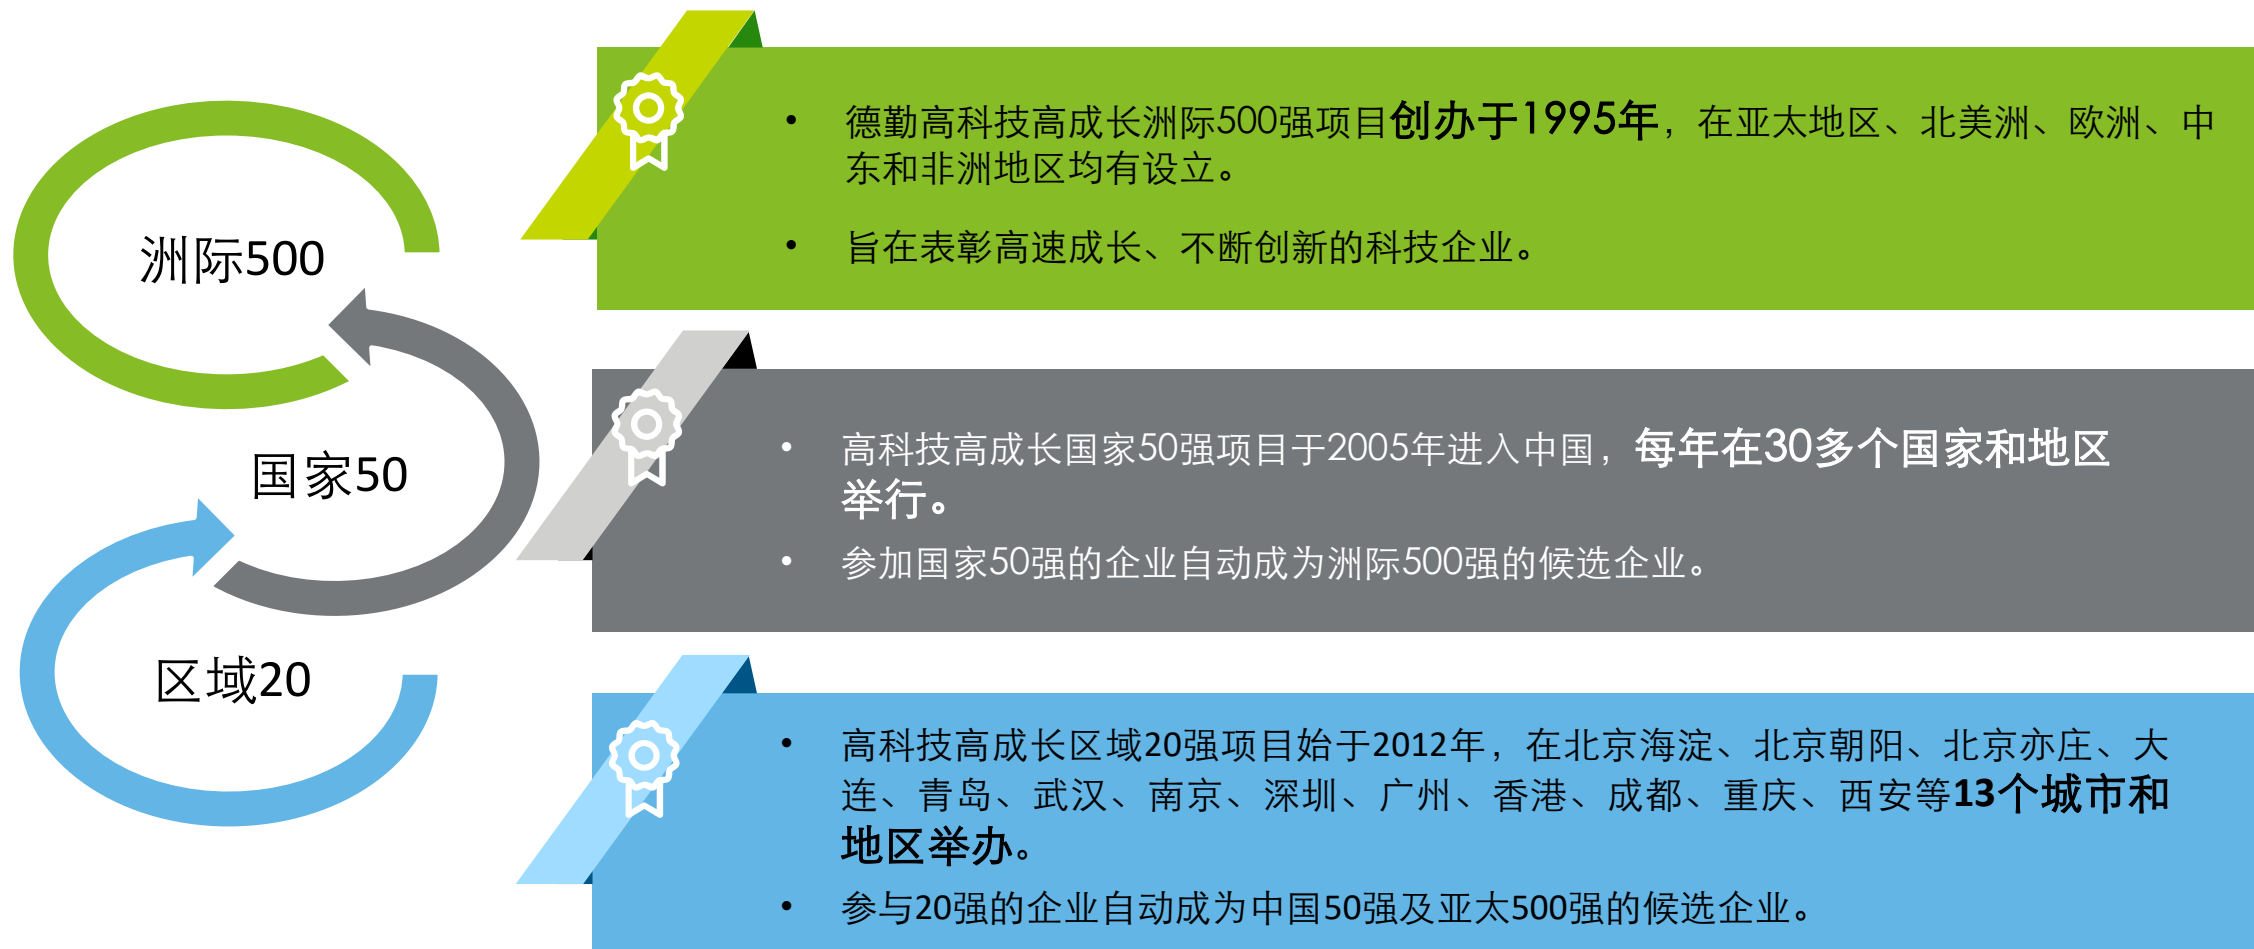 洲际500
国家50
区域20
• 德勤高科技高成长洲际500强项目创办于1995年，在亚太地区、北美洲、欧洲、中
东和非洲地区均有设立。
• 旨在表彰高速成长、不断创新的科技企业。
• 高科技高成长国家50强项目于2005年进入中国，每年在30多个国家和地区
举行。
• 参加国家50强的企业自动成为洲际500强的候选企业。
• 高科技高成长区域20强项目始于2012年，在北京海淀、北京朝阳、北京亦庄、大
连、青岛、武汉、南京、深圳、广州、香港、成都、重庆、西安等13个城市和
地区举办。
• 参与20强的企业自动成为中国50强及亚太500强的候选企业。